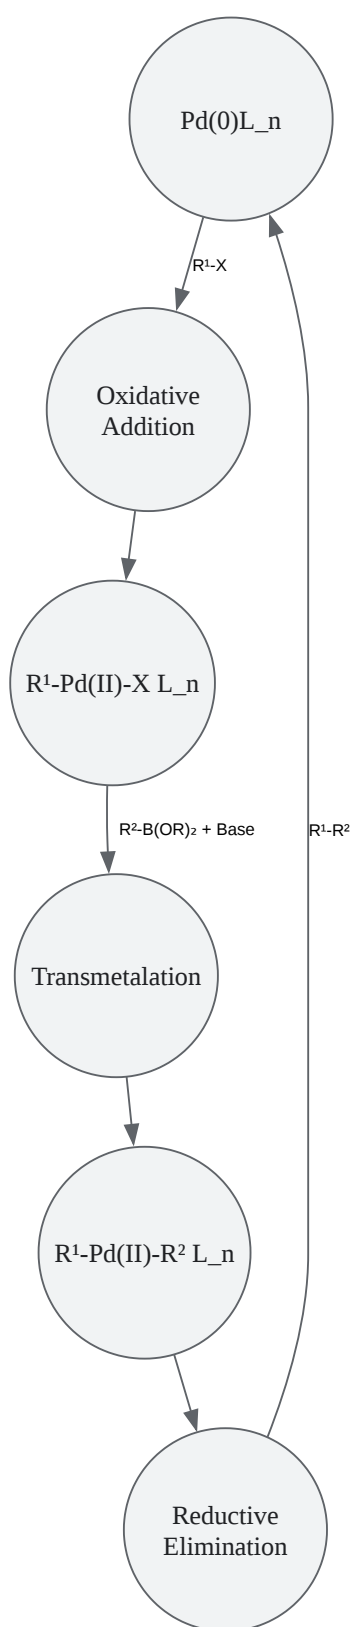 Pd(0)L_n
R¹-X
Oxidative
Addition
R¹-Pd(II)-X L_n
R²-B(OR)₂ + Base
R¹-R²
Transmetalation
R¹-Pd(II)-R² L_n
Reductive
Elimination